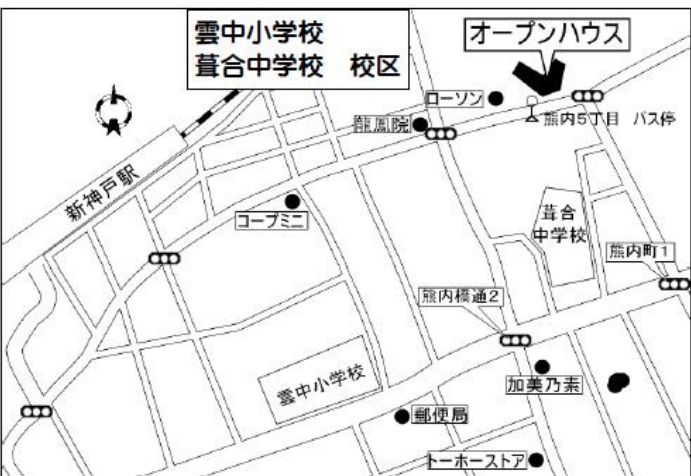 雲中小学校
葺合中学校 校区
オープンハウス
ローソン
龍鳳院
熊内5丁目 バス停
新神戸駅
コープミニ
葺合
中学校
熊内町1
熊内橋通2
雲中小学校
加美乃素
郵便局
トーホーストア